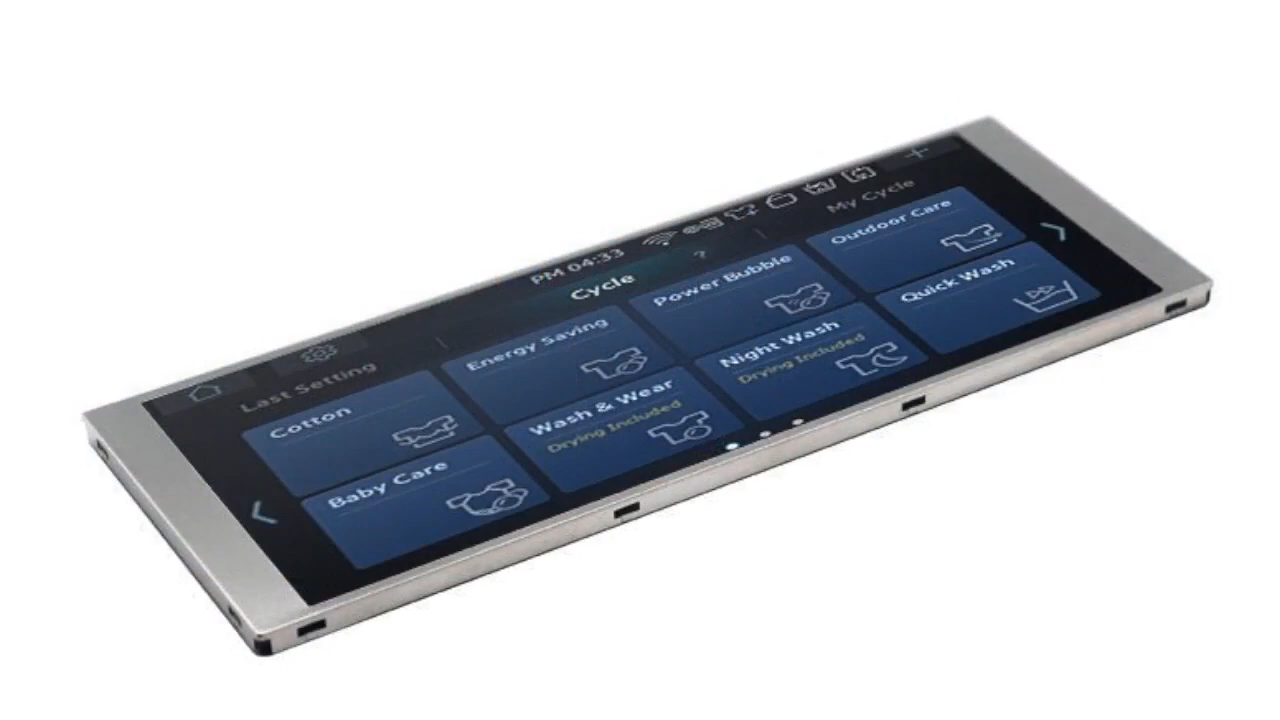 PM 04:33
Last Setting
Cycle
?
My Cycle
Cotton
Energy Saving
Power Bubble
Outdoor Care
Baby Care
Wash & Wear
Drying Included
Night Wash
Drying Included
Quick Wash